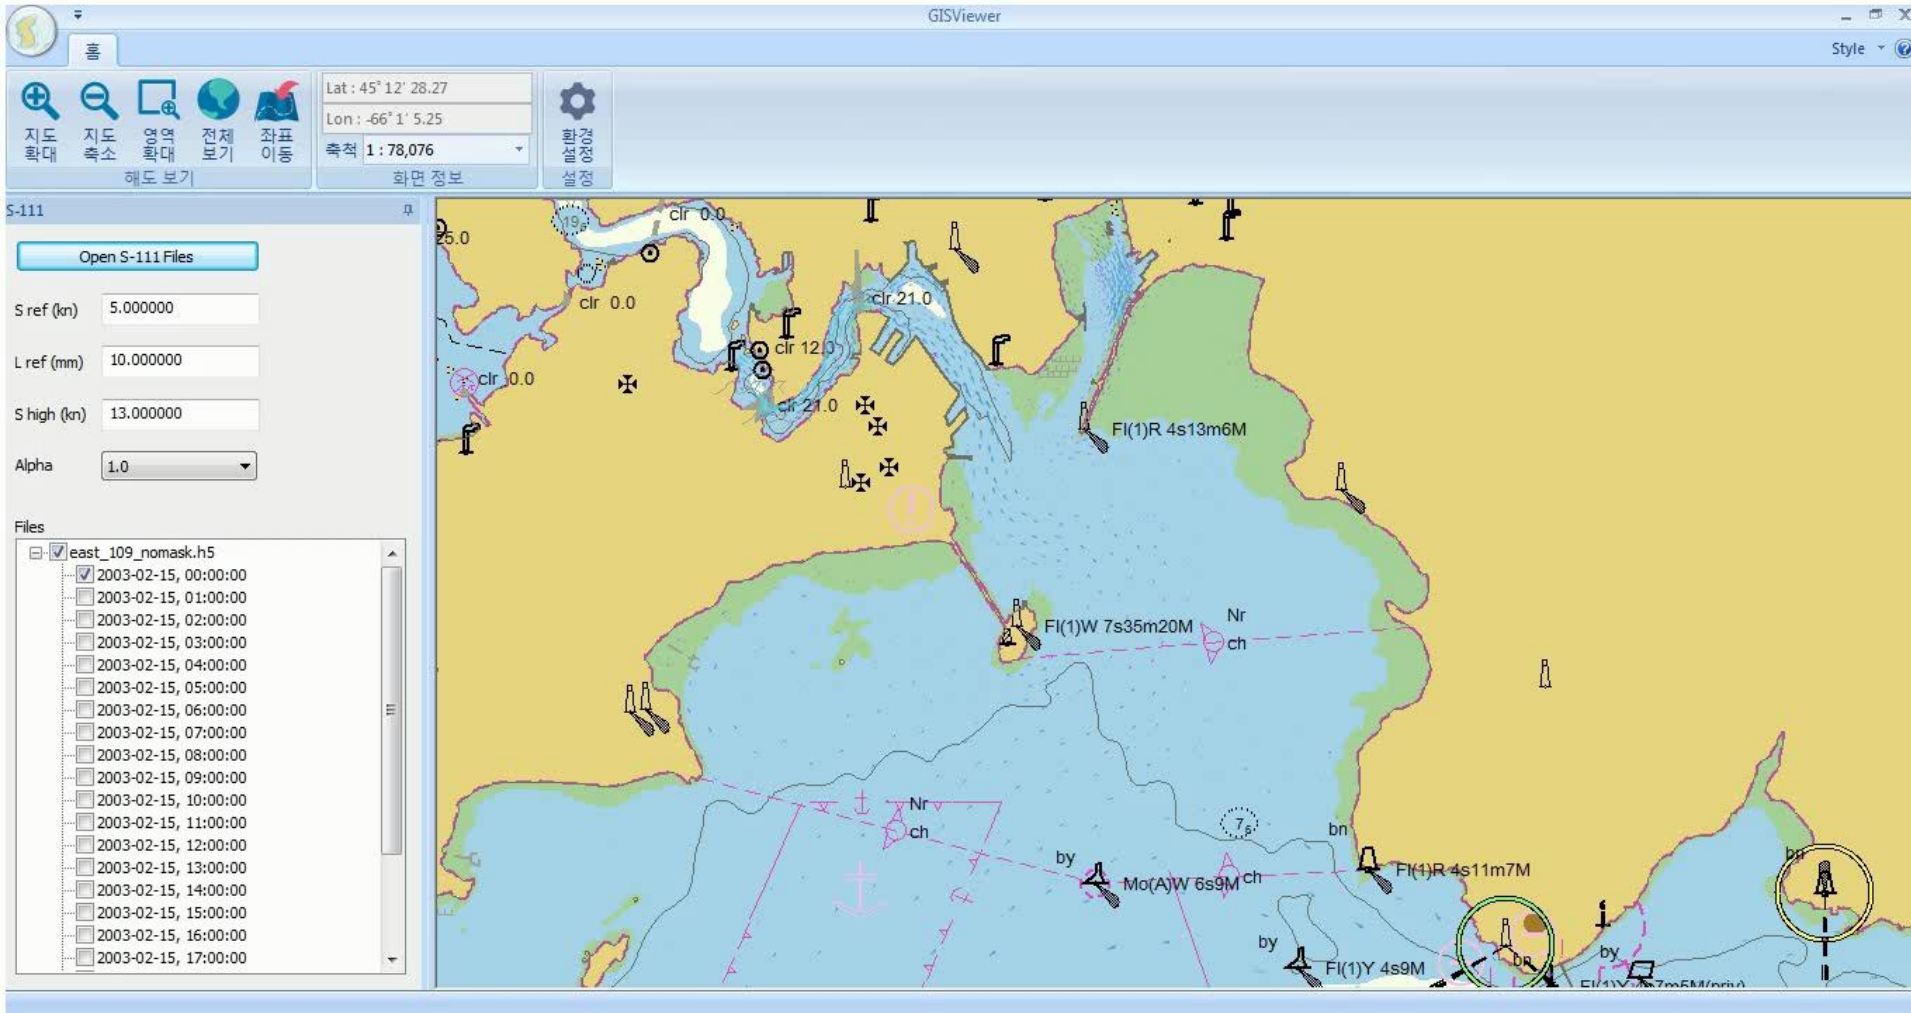 GISViewer
홈
Style
지도 확대
지도 축소
영역 확대
전체 보기
좌표 이동
해도 보기
Lat : 45° 12' 28.27
Lon : -66° 1' 5.25
축척 1 : 78,076
화면 정보
환경 설정
설정
S-111
Open S-111 Files
S ref (kn) 5.000000
L ref (mm) 10.000000
S high (kn) 13.000000
Alpha 1.0
Files
east_109_nomask.h5
2003-02-15, 00:00:00
2003-02-15, 01:00:00
2003-02-15, 02:00:00
2003-02-15, 03:00:00
2003-02-15, 04:00:00
2003-02-15, 05:00:00
2003-02-15, 06:00:00
2003-02-15, 07:00:00
2003-02-15, 08:00:00
2003-02-15, 09:00:00
2003-02-15, 10:00:00
2003-02-15, 11:00:00
2003-02-15, 12:00:00
2003-02-15, 13:00:00
2003-02-15, 14:00:00
2003-02-15, 15:00:00
2003-02-15, 16:00:00
2003-02-15, 17:00:00
clr 0.0
25.0
clr 0.0
clr 21.0
clr 12.0
clr 0.0
clr 21.0
Fl(1)R 4s13m6M
Fl(1)W 7s35m20M
Nr
ch
Nr
ch
7₅
bn
by
Mo(A)W 6s9M
ch
Fl(1)R 4s11m7M
bn
by
Fl(1)Y 4s9M
bn
by